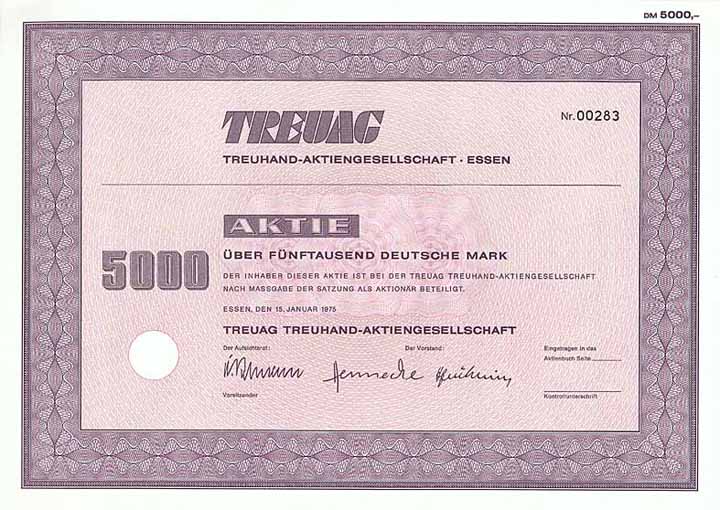 DM 5000,–
TREUAG
Nr. 00283
TREUHAND-AKTIENGESELLSCHAFT · ESSEN
AKTIE
5000
ÜBER FÜNFTAUSEND DEUTSCHE MARK
DER INHABER DIESER AKTIE IST BEI DER TREUAG TREUHAND-AKTIENGESELLSCHAFT
NACH MASSGABE DER SATZUNG ALS AKTIONÄR BETEILIGT.
ESSEN, DEN 15. JANUAR 1975
TREUAG TREUHAND-AKTIENGESELLSCHAFT
Der Aufsichtsrat:
Der Vorstand:
Eingetragen in das
Aktienbuch Seite
Vorsitzender
Kontrollunterschrift